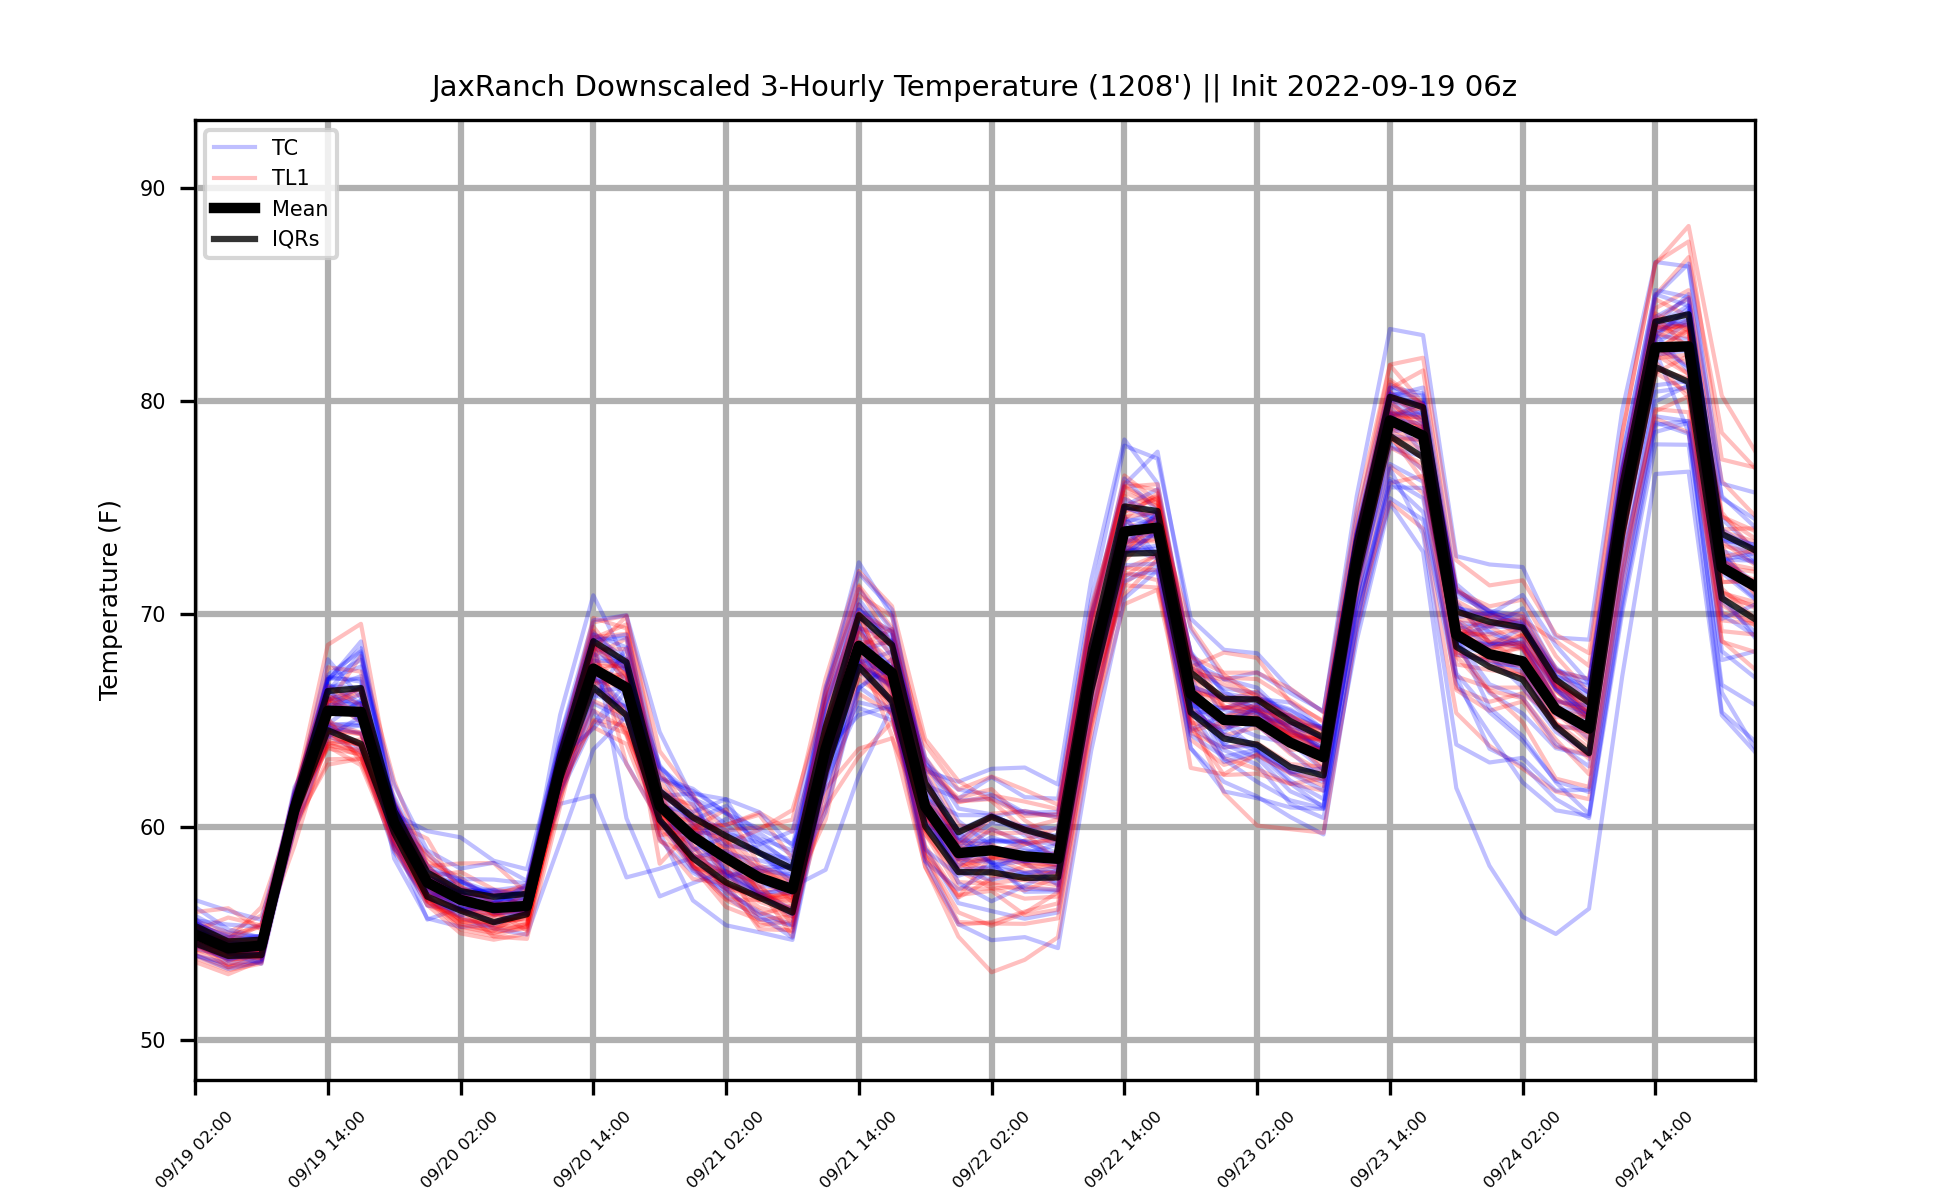 JaxRanch Downscaled 3-Hourly Temperature (1208') || Init 2022-09-19 06z
TC
TL1
Mean
IQRs
Temperature (F)
90
80
70
60
50
09/19 02:00
09/19 14:00
09/20 02:00
09/20 14:00
09/21 02:00
09/21 14:00
09/22 02:00
09/22 14:00
09/23 02:00
09/23 14:00
09/24 02:00
09/24 14:00